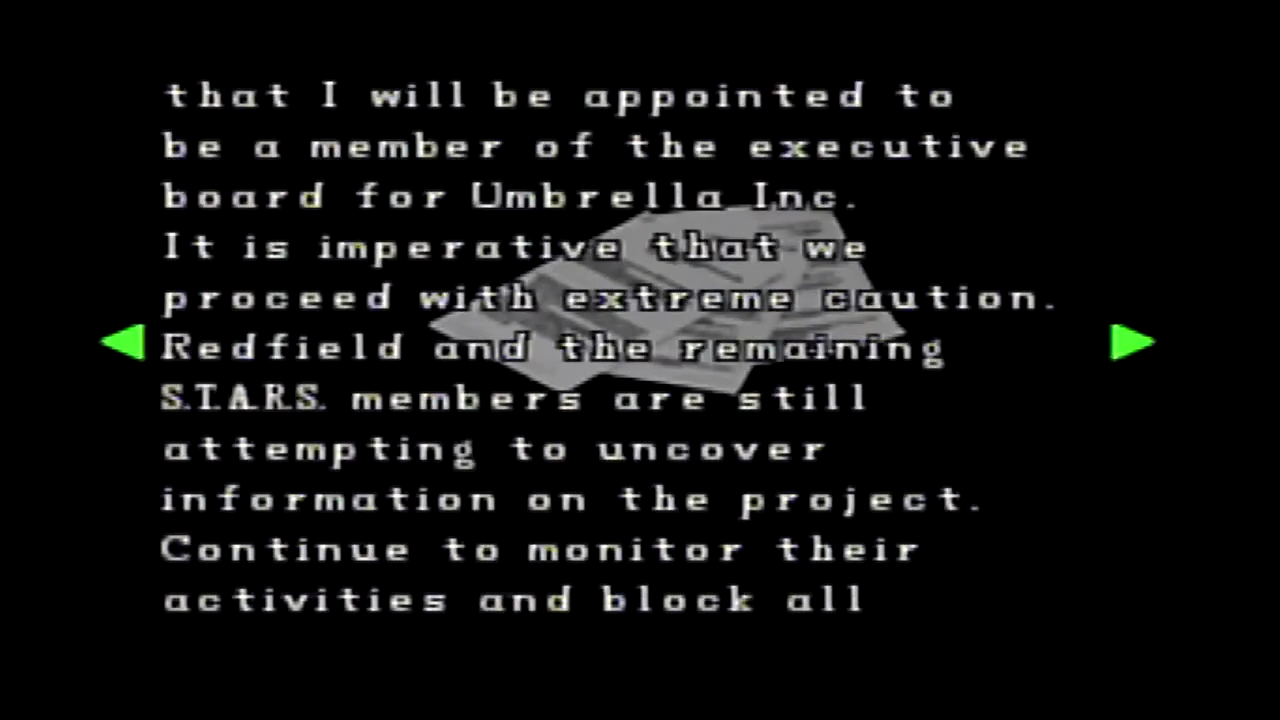 that I will be appointed to
be a member of the executive
board for Umbrella Inc.
It is imperative that we
proceed with extreme caution.
Redfield and the remaining
S.T.A.R.S. members are still
attempting to uncover
information on the project.
Continue to monitor their
activities and block all